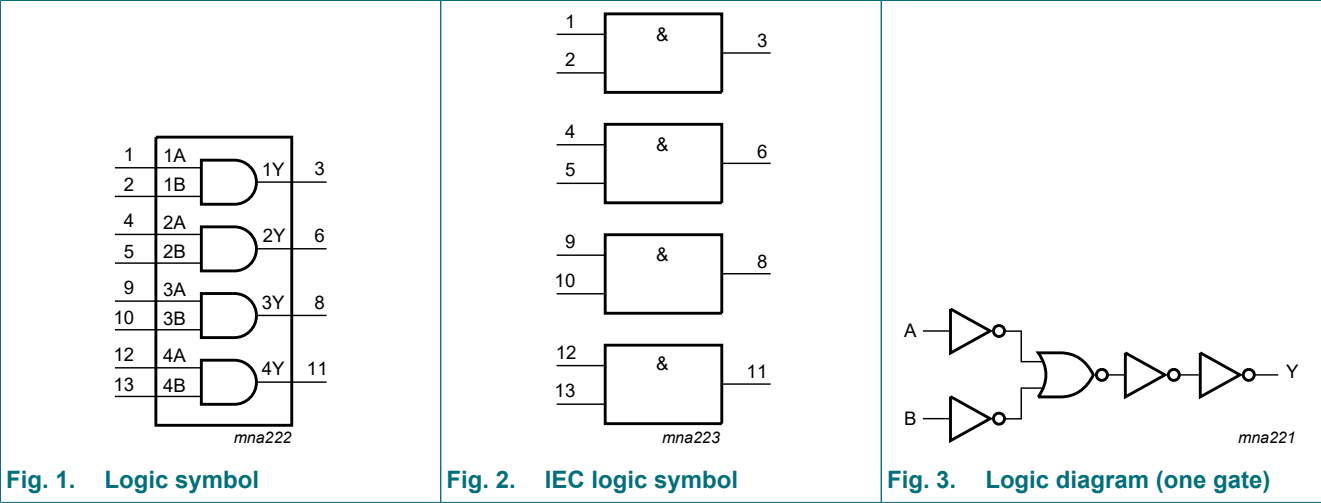 1 1A
2 1B
1Y 3
4 2A
5 2B
2Y 6
9 3A
10 3B
3Y 8
12 4A
13 4B
4Y 11
mna222
Fig. 1. Logic symbol
1
2
&
3
4
5
&
6
9
10
&
8
12
13
&
11
mna223
Fig. 2. IEC logic symbol
A
B
Y
mna221
Fig. 3. Logic diagram (one gate)